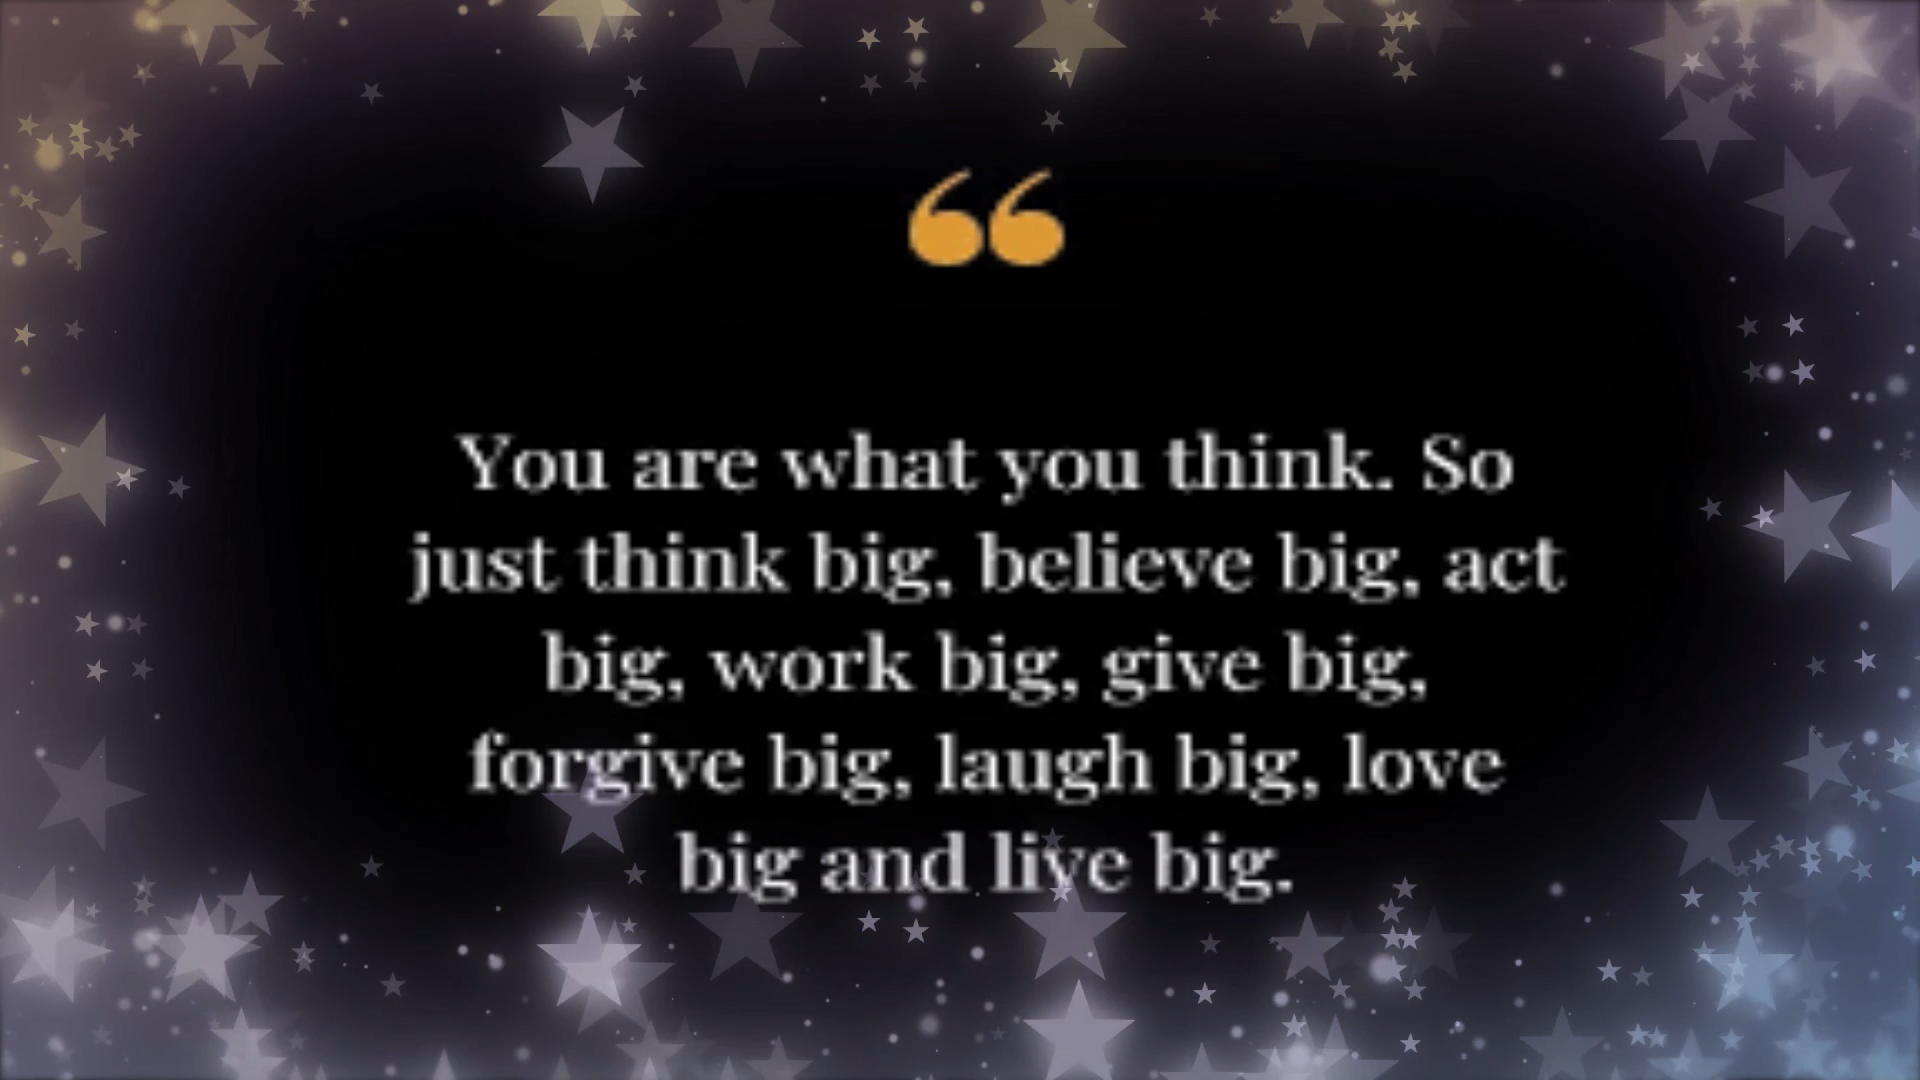 “
You are what you think. So
just think big, believe big, act
big, work big, give big,
forgive big, laugh big, love
big and live big.